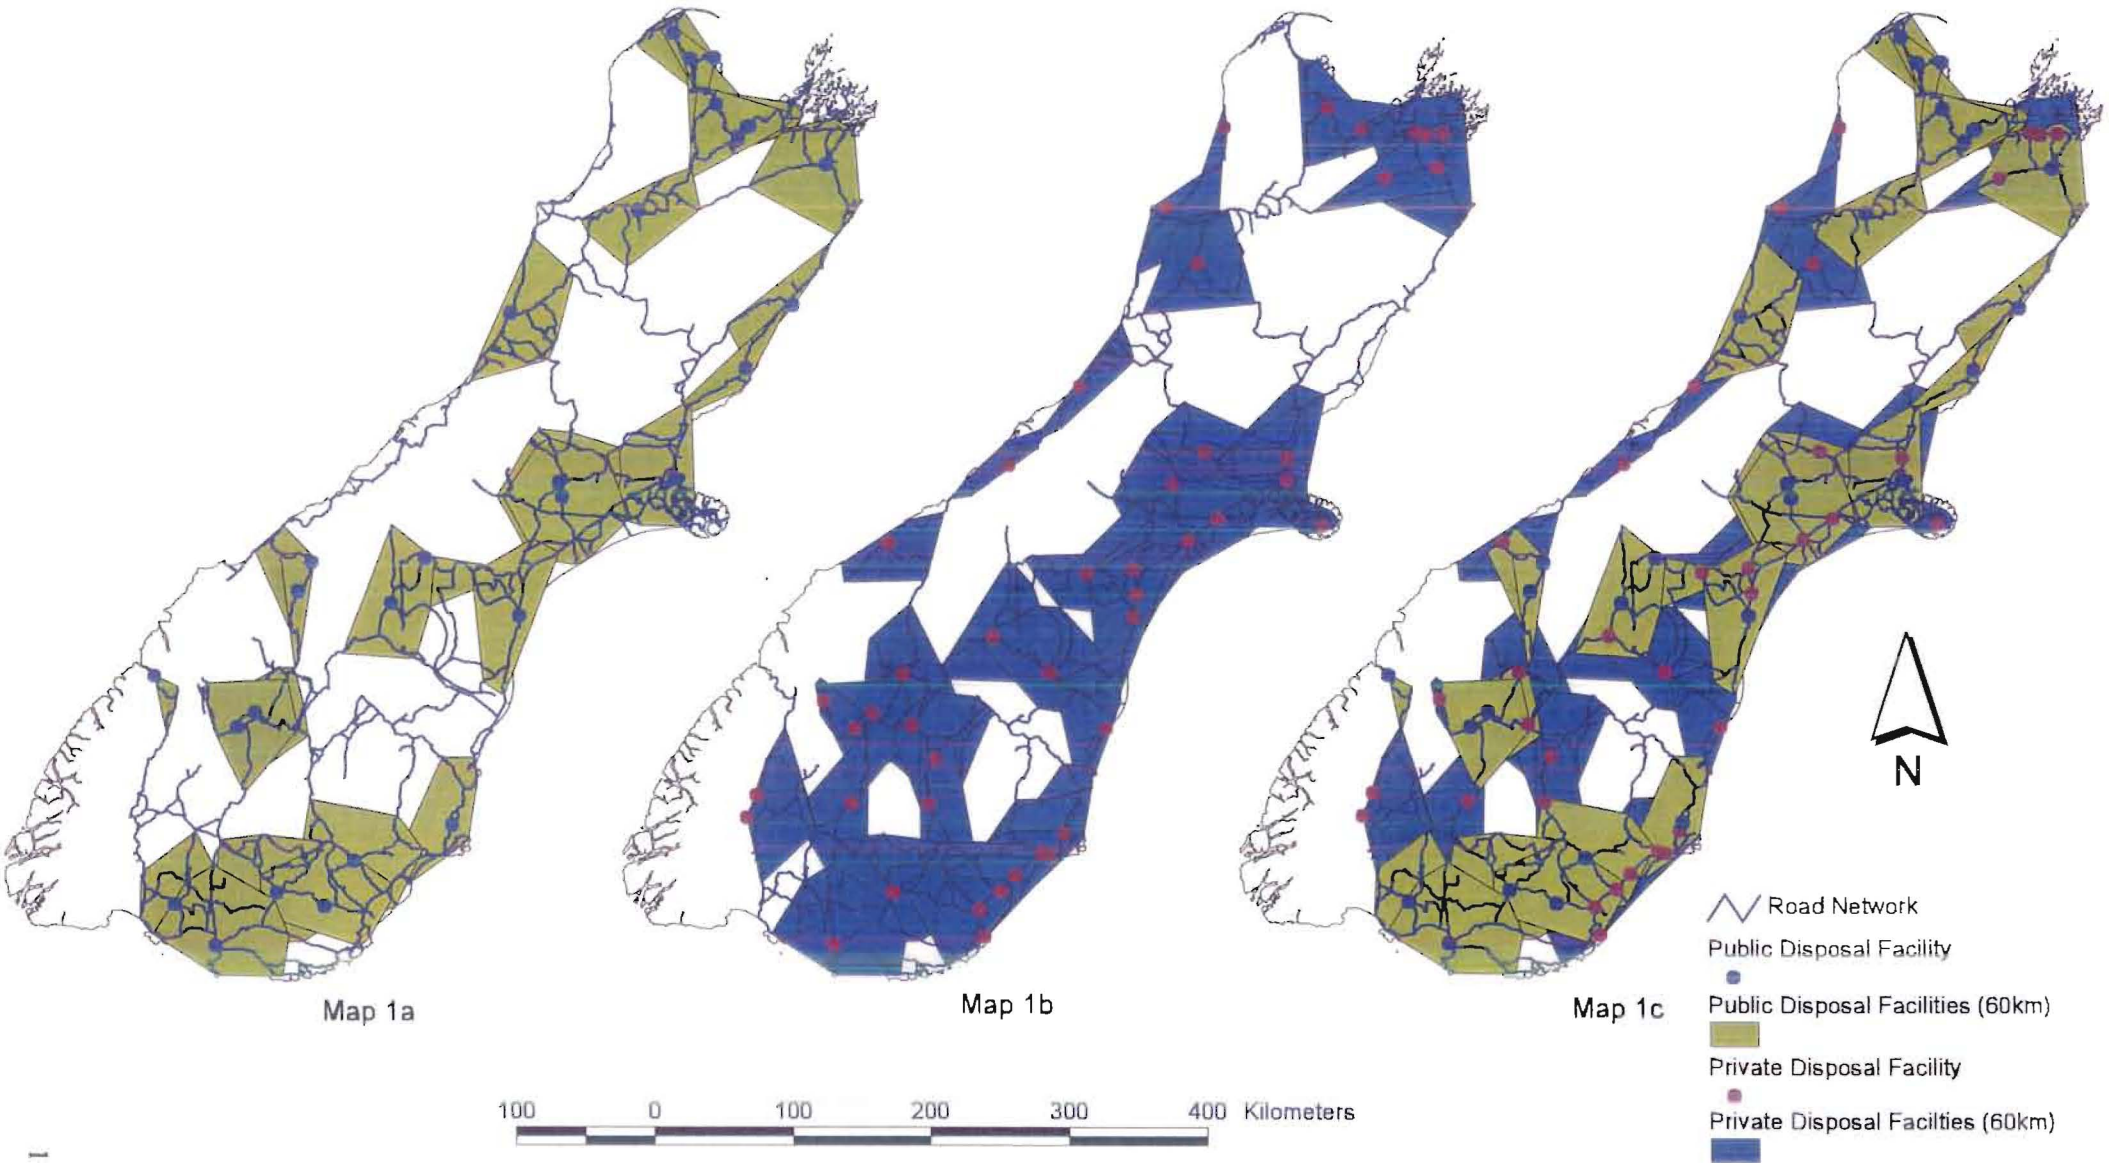 Map 1a
Map 1b
Map 1c
N
Road Network
Public Disposal Facility
Public Disposal Facilities (60km)
Private Disposal Facility
Private Disposal Facilties (60km)
100 0 100 200 300 400 Kilometers
1